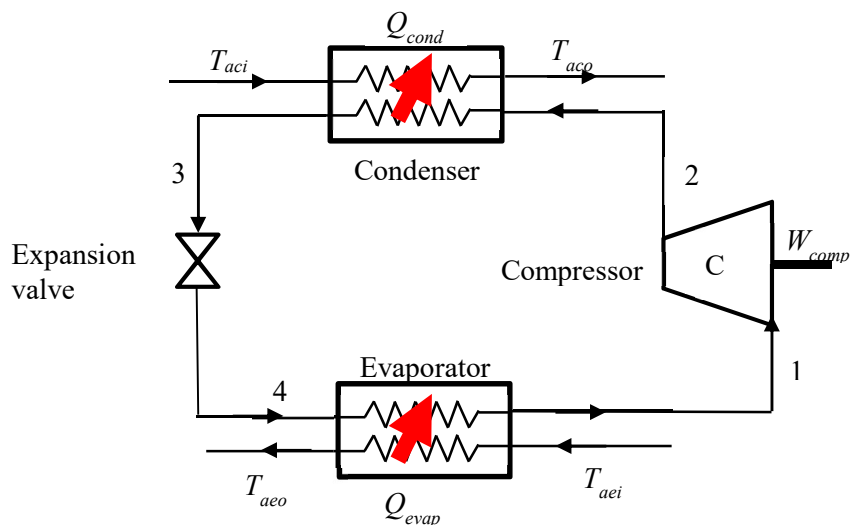 Q_cond
T_aci
T_aco
3
Condenser
2
Expansion
valve
Compressor
C
W_comp
Evaporator
4
1
T_aeo
T_aei
Q_evap